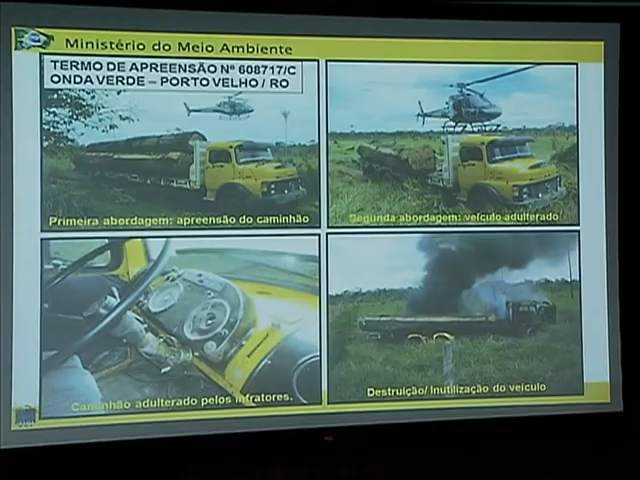 Ministério do Meio Ambiente
TERMO DE APREENSÃO Nº 608717/C
ONDA VERDE – PORTO VELHO / RO
Primeira abordagem: apreensão do caminhão
Segunda abordagem: veículo adulterado
Caminhão adulterado pelos infratores.
Destruição/ Inutilização do veículo